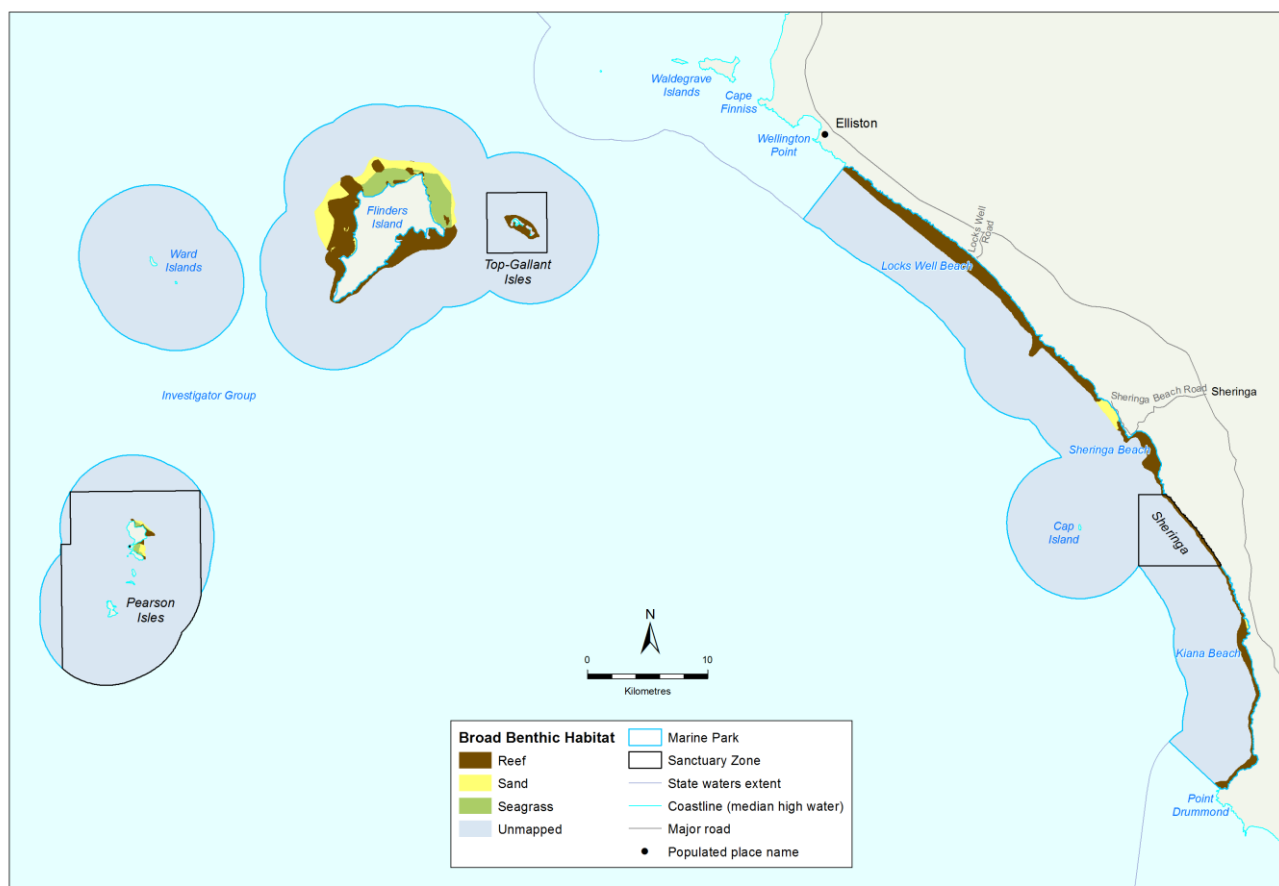 Waldegrave
Islands
Cape
Finniss
Elliston
Wellington
Point
Flinders
Island
Locks Well
Road
Ward
Islands
Top-Gallant
Isles
Locks Well Beach
Investigator Group
Sheringa Beach Road
Sheringa
Sheringa Beach
Cap
Island
Sheringa
Pearson
Isles
N
0
10
Kilometres
Kiana Beach
Point
Drummond
Broad Benthic Habitat
Reef
Sand
Seagrass
Unmapped
Marine Park
Sanctuary Zone
State waters extent
Coastline (median high water)
Major road
Populated place name